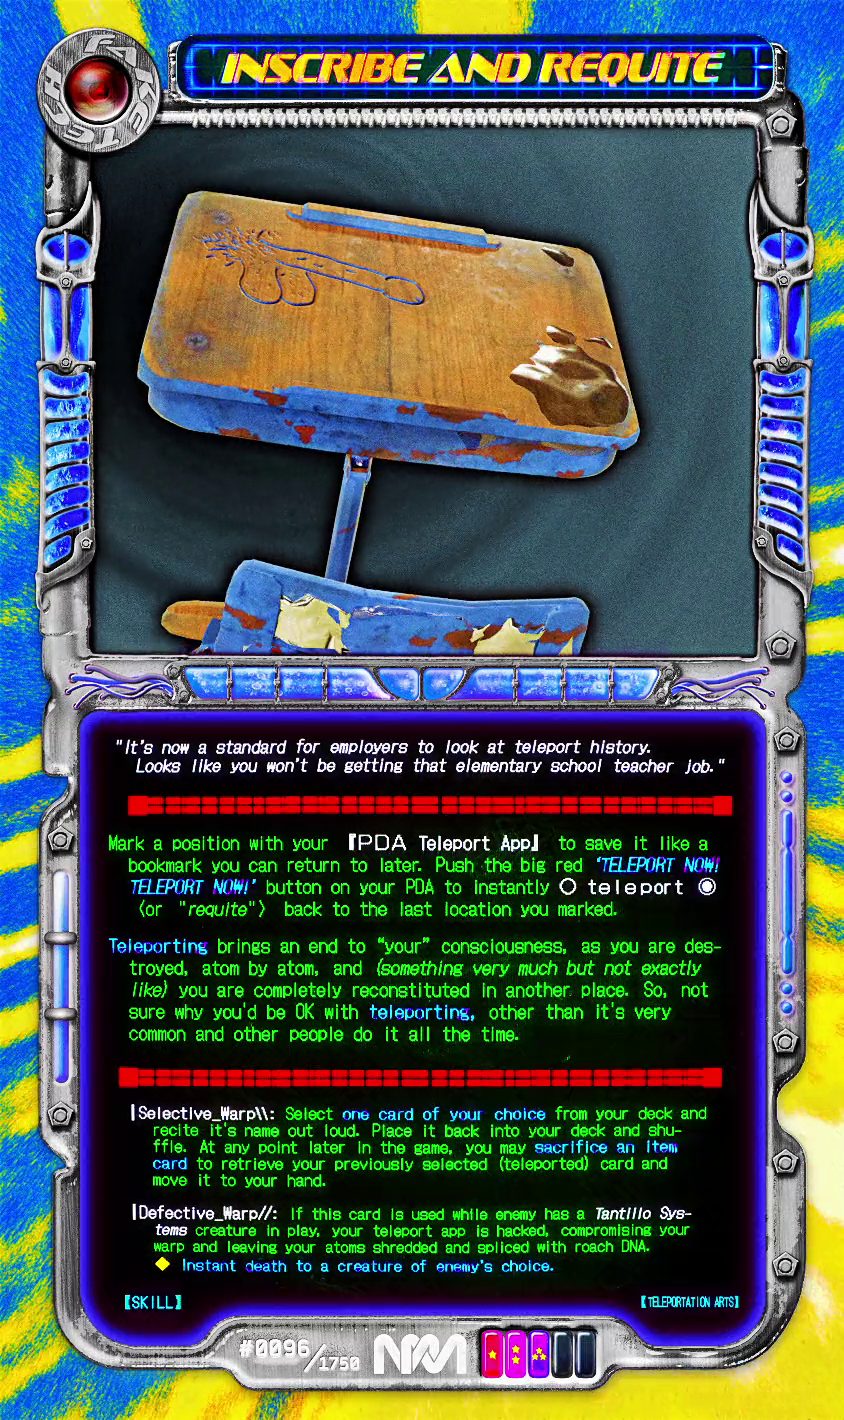 FAKE TECH
INSCRIBE AND REQUITE
"It's now a standard for employers to look at teleport history.
Looks like you won't be getting that elementary school teacher job."
Mark a position with your 『PDA Teleport App』 to save it like a
bookmark you can return to later. Push the big red 'TELEPORT NOW!
TELEPORT NOW!' button on your PDA to instantly ○ teleport ◉
〈or "requite"〉 back to the last location you marked.
Teleporting brings an end to "your" consciousness, as you are des-
troyed, atom by atom, and (something very much but not exactly
like) you are completely reconstituted in another place. So, not
sure why you'd be OK with teleporting, other than it's very
common and other people do it all the time.
|Selective_Warp\\: Select one card of your choice from your deck and
recite it's name out loud. Place it back into your deck and shu-
ffle. At any point later in the game, you may sacrifice an item
card to retrieve your previously selected (teleported) card and
move it to your hand.
|Defective_Warp//: If this card is used while enemy has a Tantillo Sys-
tems creature in play, your teleport app is hacked, compromising your
warp and leaving your atoms shredded and spliced with roach DNA.
◆ Instant death to a creature of enemy's choice.
【SKILL】
【TELEPORTATION ARTS】
#0096/1750
NPM